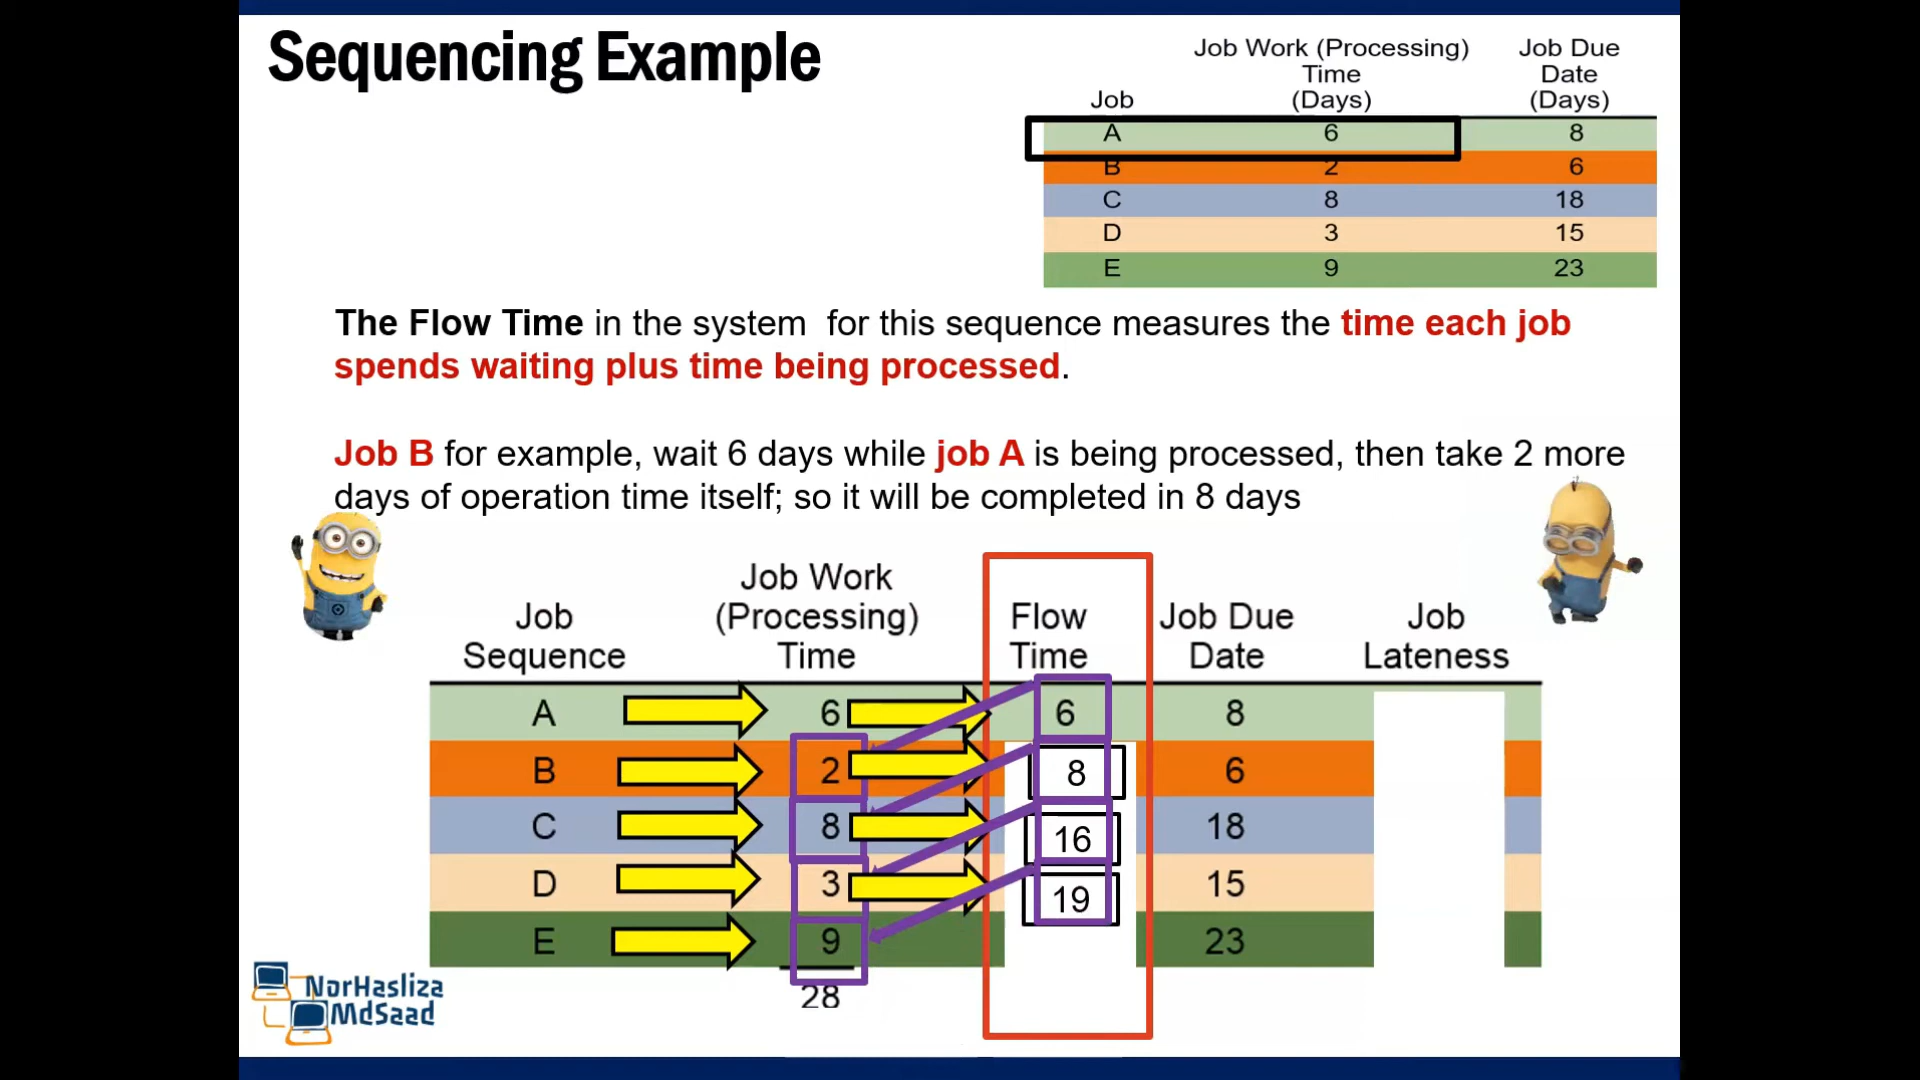 Sequencing Example
Job Work (Processing) Job Due
Time Date
Job (Days) (Days)
A 6 8
B 2 6
C 8 18
D 3 15
E 9 23
The Flow Time in the system for this sequence measures the time each job
spends waiting plus time being processed.
Job B for example, wait 6 days while job A is being processed, then take 2 more
days of operation time itself; so it will be completed in 8 days
Job Work
Job (Processing) Flow Job Due Job
Sequence Time Time Date Lateness
A 6 6 8
B 2 8 6
C 8 16 18
D 3 19 15
E 9 23
28
NorHasliza
MdSaad